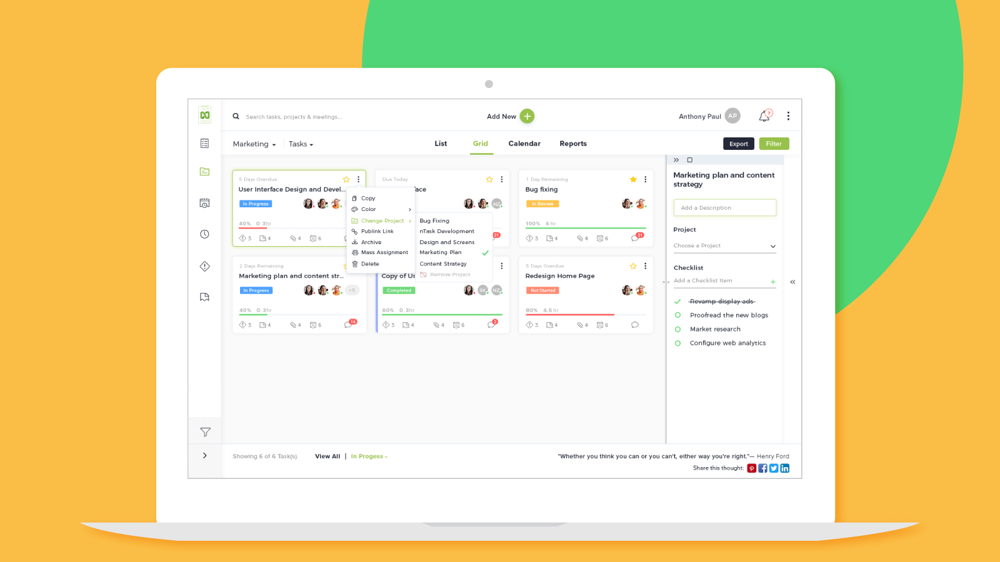 Search tasks, projects & meetings...
Add New
Anthony Paul
AP
7
Marketing
Tasks
List
Grid
Calendar
Reports
Export
Filter
5 Days Overdue
User Interface Design and Devel...
In Progress
40% 0.3hr
3 4 4 6
Copy
Color
Change Project
Publink Link
Archive
Mass Assignment
Delete
Bug Fixing
nTask Development
Design and Screens
Marketing Plan
Content Strategy
Remove Project
Due Today
face
NZ
21
1 Day Remaining
Bug fixing
In Review
100% 6 hr
3 4 4 6 21
2 Days Remaining
Marketing plan and content str...
In Progress
+5
40% 0.3hr
3 4 4 6 14
Copy of Us
Completed
SK NZ
60% 0.3hr
3 4 4 6 2
5 Days Overdue
Redesign Home Page
Not Started
80% 4.5 hr
3 4 4 6
Marketing plan and content
strategy
Add a Description
Project
Choose a Project
Checklist
Add a Checklist Item
Revamp display ads
Proofread the new blogs
Market research
Configure web analytics
Showing 6 of 6 Task(s).
View All | In Progess
"Whether you think you can or you can't, either way you're right."— Henry Ford
Share this thought: